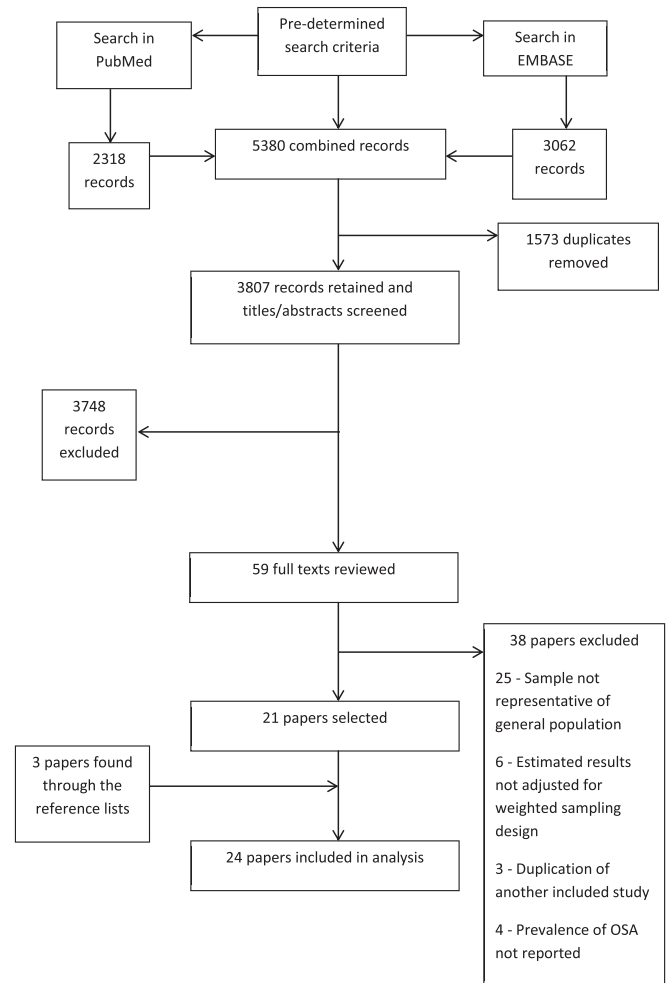 Pre-determined
search criteria
Search in
PubMed
Search in
EMBASE
2318
records
5380 combined records
3062
records
1573 duplicates
removed
3807 records retained and
titles/abstracts screened
3748
records
excluded
59 full texts reviewed
38 papers excluded
25 - Sample not
representative of
general population
6 - Estimated results
not adjusted for
weighted sampling
design
3 - Duplication of
another included study
4 - Prevalence of OSA
not reported
21 papers selected
3 papers found
through the
reference lists
24 papers included in analysis